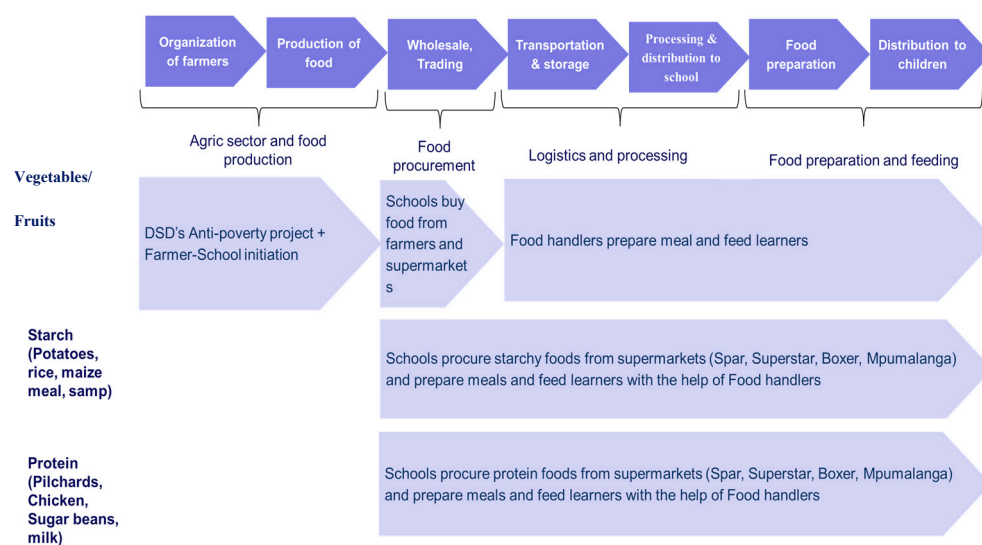 Organization
of farmers
Production of
food
Wholesale,
Trading
Transportation
& storage
Processing &
distribution to
school
Food
preparation
Distribution to
children
Agric sector and food
production
Food
procurement
Logistics and processing
Food preparation and feeding
Vegetables/
Fruits
DSD's Anti-poverty project +
Farmer-School initiation
Schools buy
food from
farmers and
supermarket
s
Food handlers prepare meal and feed learners
Starch
(Potatoes,
rice, maize
meal, samp)
Schools procure starchy foods from supermarkets (Spar, Superstar, Boxer, Mpumalanga)
and prepare meals and feed learners with the help of Food handlers
Protein
(Pilchards,
Chicken,
Sugar beans,
milk)
Schools procure protein foods from supermarkets (Spar, Superstar, Boxer, Mpumalanga)
and prepare meals and feed learners with the help of Food handlers